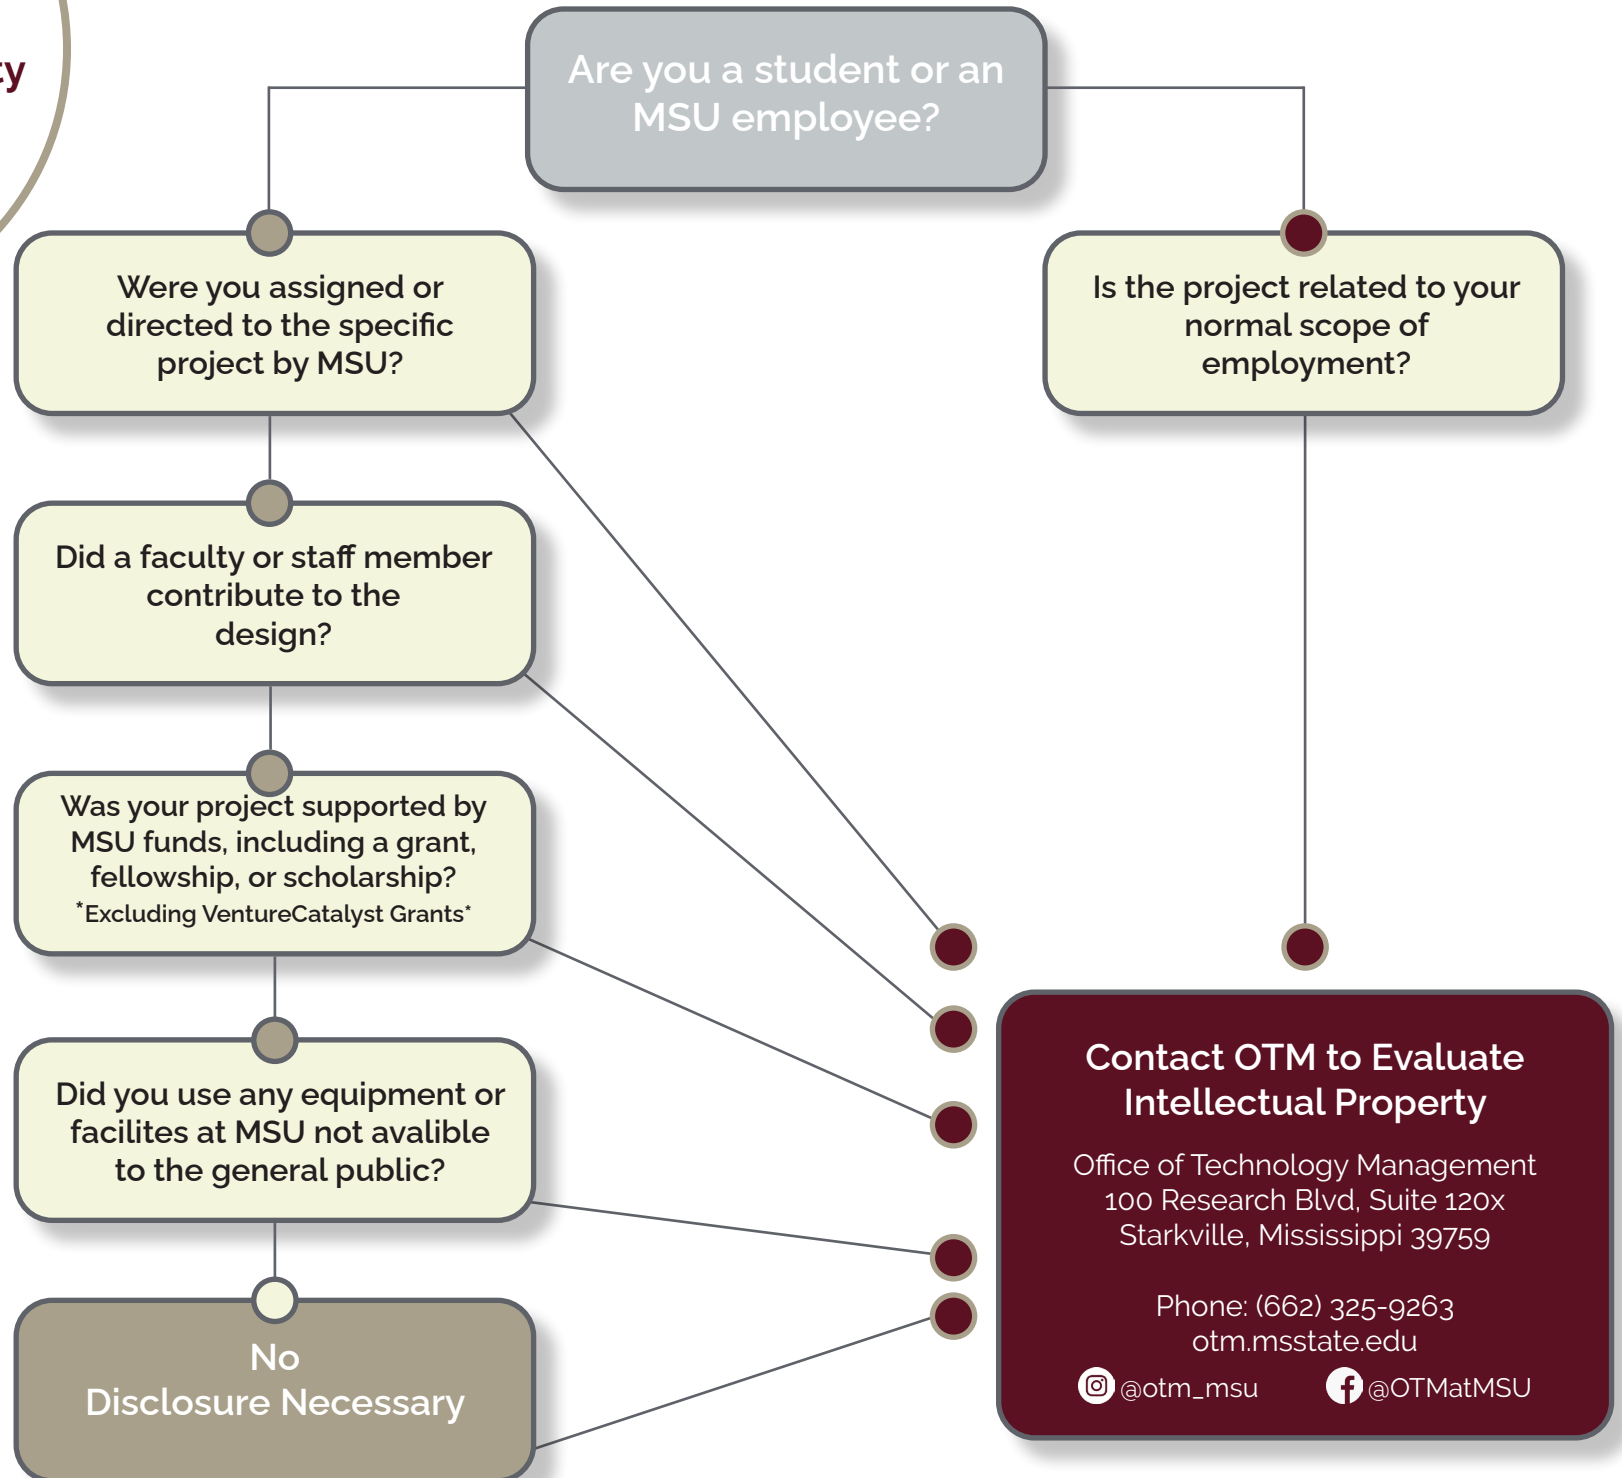 ty
Are you a student or an
MSU employee?
Were you assigned or
directed to the specific
project by MSU?
Is the project related to your
normal scope of
employment?
Did a faculty or staff member
contribute to the
design?
Was your project supported by
MSU funds, including a grant,
fellowship, or scholarship?
*Excluding VentureCatalyst Grants*
Did you use any equipment or
facilites at MSU not avalible
to the general public?
No
Disclosure Necessary
Contact OTM to Evaluate
Intellectual Property
Office of Technology Management
100 Research Blvd, Suite 120x
Starkville, Mississippi 39759
Phone: (662) 325-9263
otm.msstate.edu
@otm_msu
@OTMatMSU